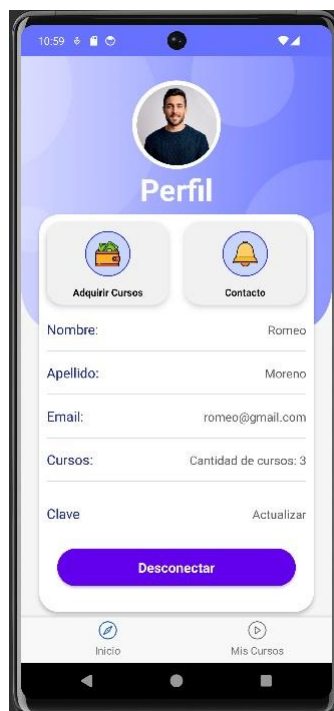 10:59
Perfil
Adquirir Cursos
Contacto
Nombre: Romeo
Apellido: Moreno
Email: romeo@gmail.com
Cursos: Cantidad de cursos: 3
Clave Actualizar
Desconectar
Inicio
Mis Cursos